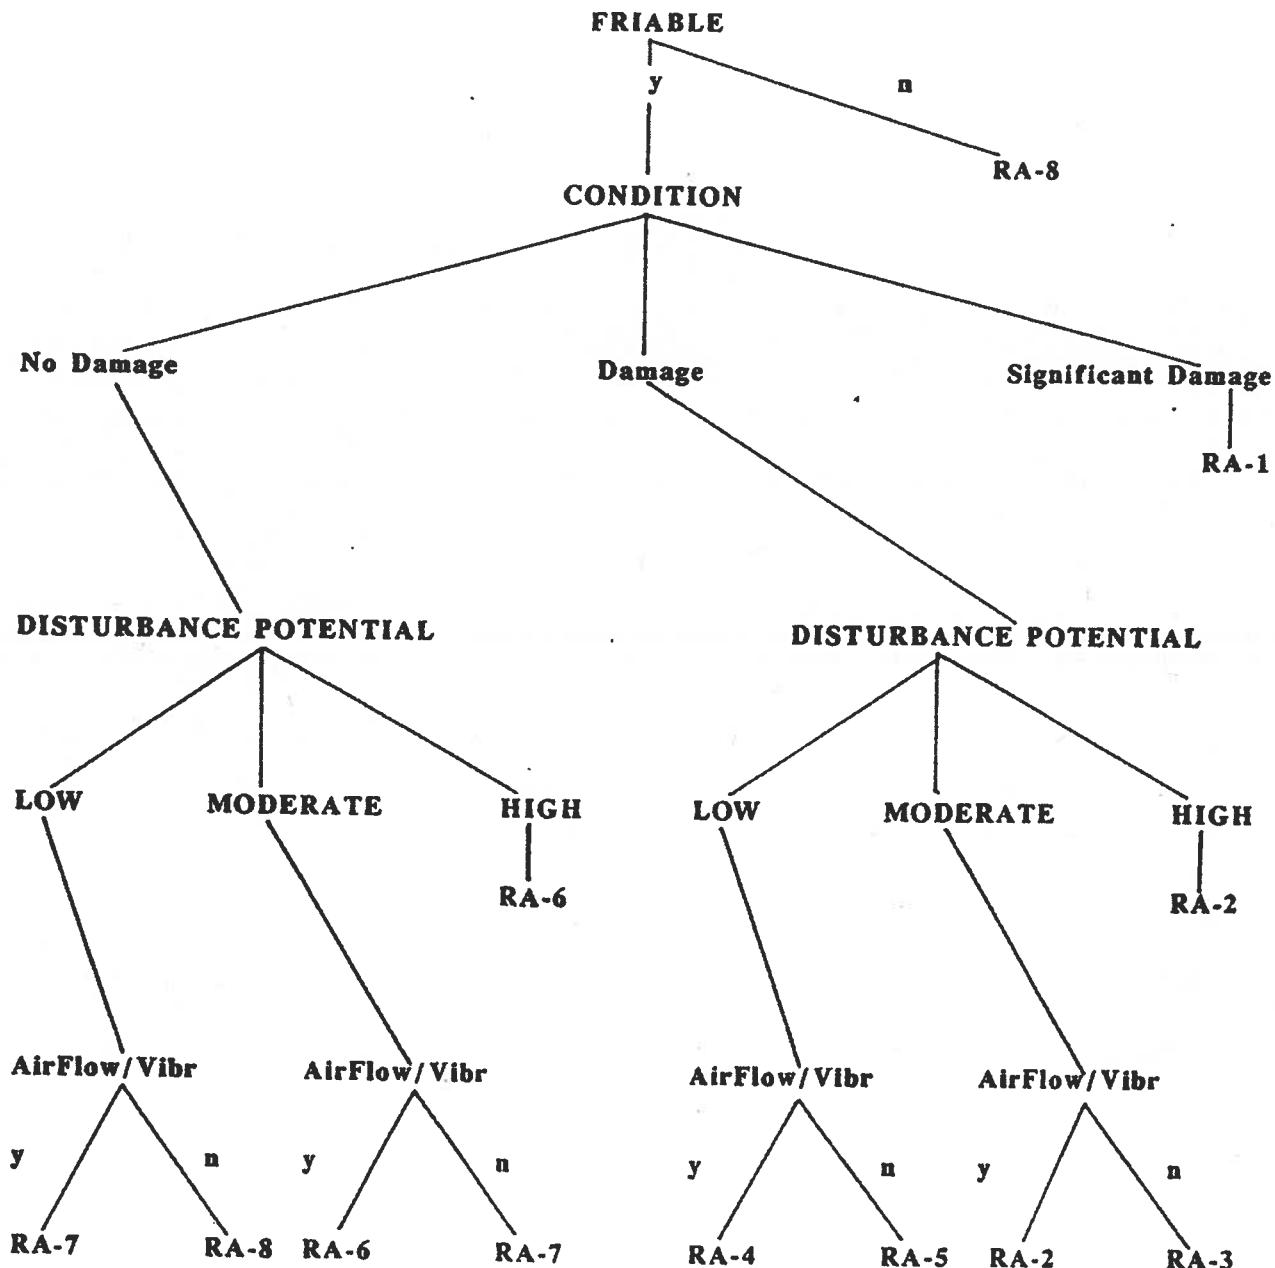 FRIABLE
y n
RA-8
CONDITION
No Damage Damage Significant Damage
RA-1
DISTURBANCE POTENTIAL DISTURBANCE POTENTIAL
LOW MODERATE HIGH LOW MODERATE HIGH
RA-6 RA-2
AirFlow/Vibr AirFlow/Vibr AirFlow/Vibr AirFlow/Vibr
y n y n y n y n
RA-7 RA-8 RA-6 RA-7 RA-4 RA-5 RA-2 RA-3